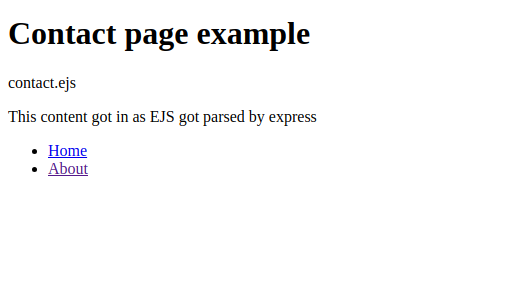 Contact page example
contact.ejs
This content got in as EJS got parsed by express
Home
About